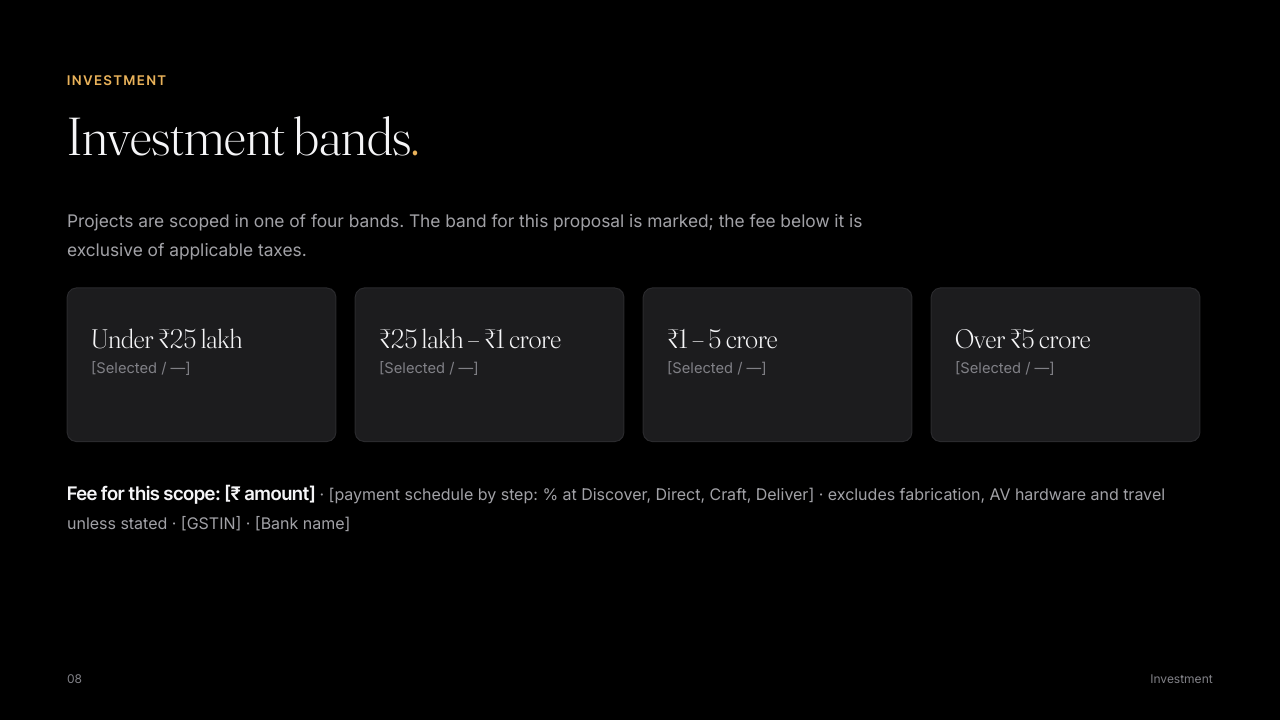 INVESTMENT
Investment bands.
Projects are scoped in one of four bands. The band for this proposal is marked; the fee below it is
exclusive of applicable taxes.
Under ₹25 lakh
[Selected / —]
₹25 lakh – ₹1 crore
[Selected / —]
₹1 – 5 crore
[Selected / —]
Over ₹5 crore
[Selected / —]
Fee for this scope: [₹ amount] · [payment schedule by step: % at Discover, Direct, Craft, Deliver] · excludes fabrication, AV hardware and travel
unless stated · [GSTIN] · [Bank name]
08
Investment